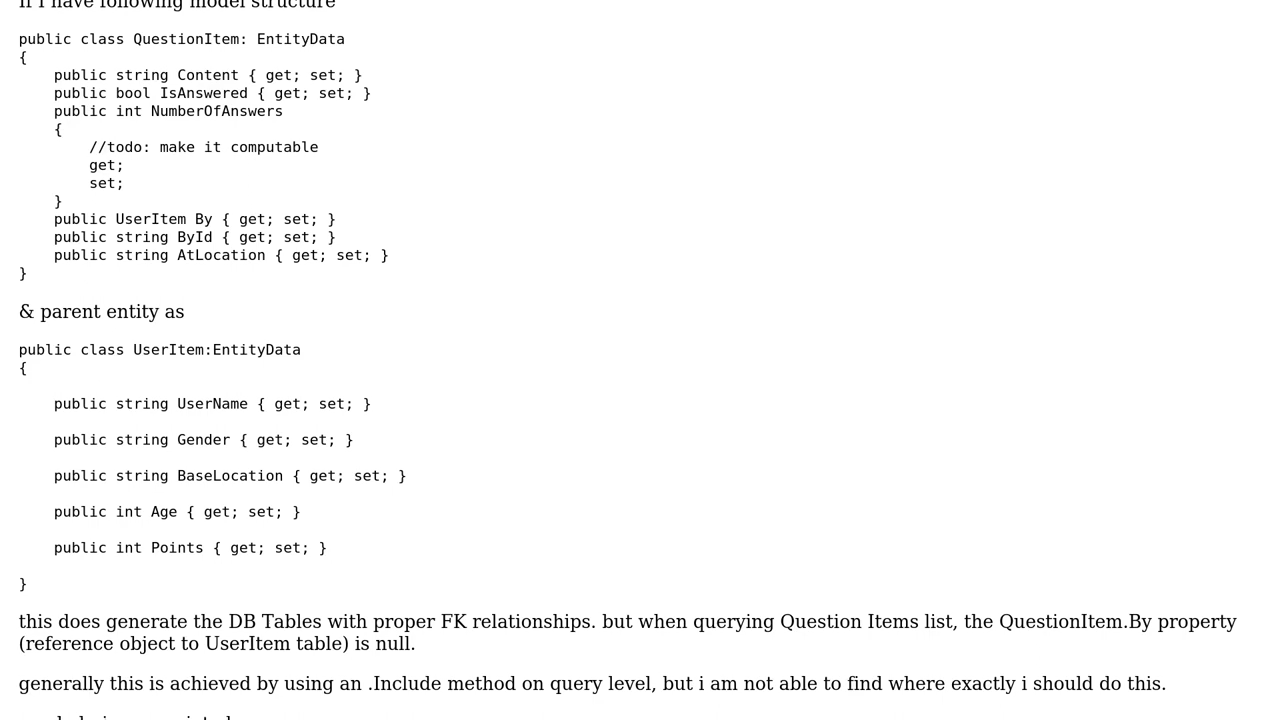 If I have following model structure
public class QuestionItem: EntityData
{
    public string Content { get; set; }
    public bool IsAnswered { get; set; }
    public int NumberOfAnswers
    {
        //todo: make it computable
        get;
        set;
    }
    public UserItem By { get; set; }
    public string ById { get; set; }
    public string AtLocation { get; set; }
}
& parent entity as
public class UserItem:EntityData
{
    public string UserName { get; set; }
    public string Gender { get; set; }
    public string BaseLocation { get; set; }
    public int Age { get; set; }
    public int Points { get; set; }
}
this does generate the DB Tables with proper FK relationships. but when querying Question Items list, the QuestionItem.By property
(reference object to UserItem table) is null.
generally this is achieved by using an .Include method on query level, but i am not able to find where exactly i should do this.